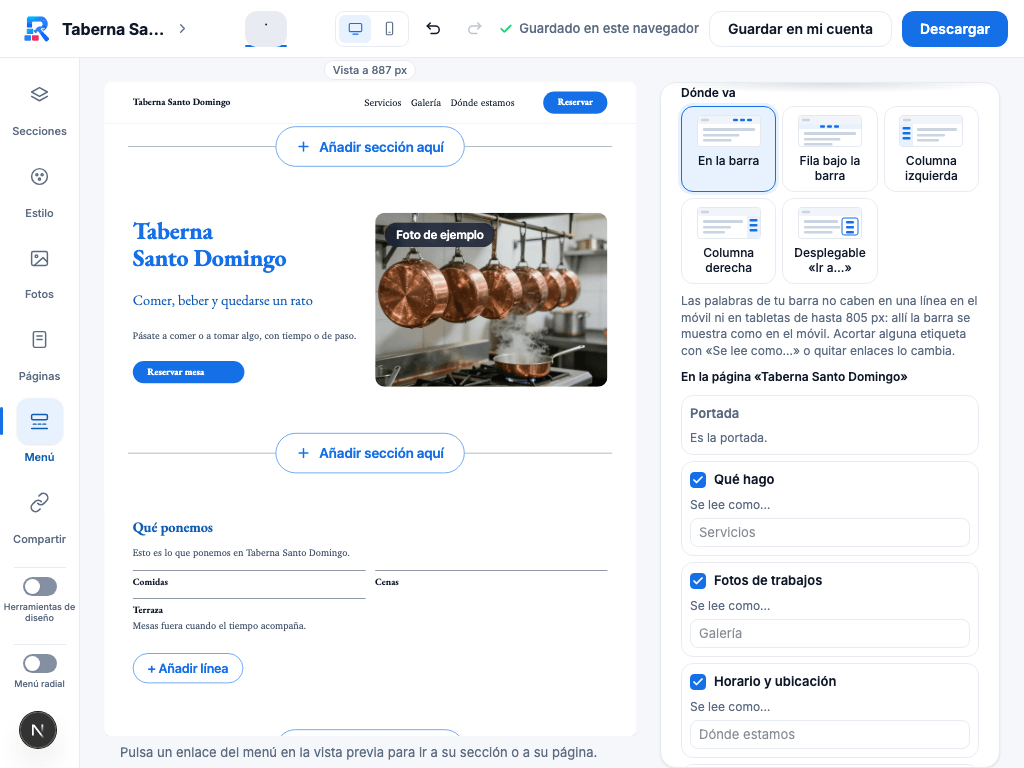 Taberna Sa...
Guardado en este navegador
Guardar en mi cuenta
Descargar
Vista a 887 px
Secciones
Estilo
Fotos
Páginas
Menú
Compartir
Herramientas de
diseño
Menú radial
N
Taberna Santo Domingo
Servicios
Galería
Dónde estamos
Reservar
+ Añadir sección aquí
Taberna
Santo Domingo
Comer, beber y quedarse un rato
Pásate a comer o a tomar algo, con tiempo o de paso.
Reservar mesa
Foto de ejemplo
+ Añadir sección aquí
Qué ponemos
Esto es lo que ponemos en Taberna Santo Domingo.
Comidas
Cenas
Terraza
Mesas fuera cuando el tiempo acompaña.
+ Añadir línea
Pulsa un enlace del menú en la vista previa para ir a su sección o a su página.
Dónde va
En la barra
Fila bajo la
barra
Columna
izquierda
Columna
derecha
Desplegable
«Ir a...»
Las palabras de tu barra no caben en una línea en el
móvil ni en tabletas de hasta 805 px: allí la barra se
muestra como en el móvil. Acortar alguna etiqueta
con «Se lee como...» o quitar enlaces lo cambia.
En la página «Taberna Santo Domingo»
Portada
Es la portada.
Qué hago
Se lee como...
Servicios
Fotos de trabajos
Se lee como...
Galería
Horario y ubicación
Se lee como...
Dónde estamos